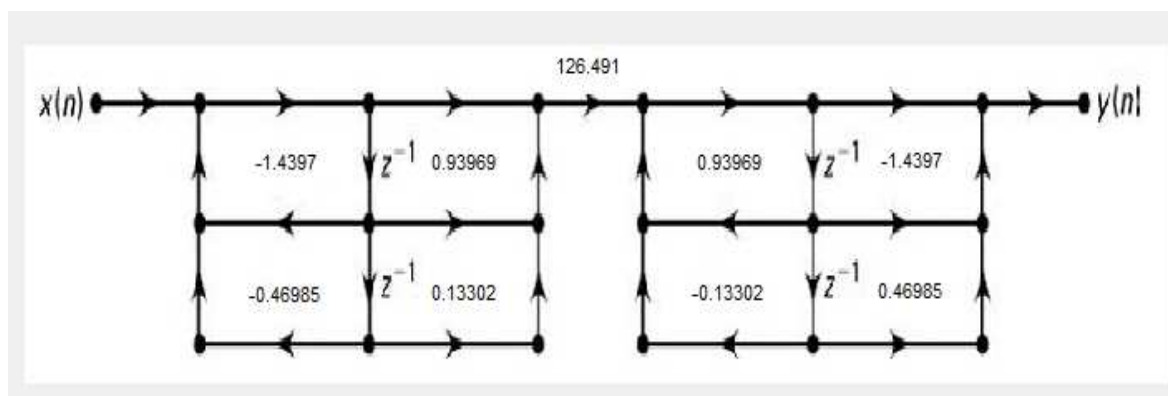 126.491
x(n) y(n)
-1.4397 z⁻¹ 0.93969 0.93969 z⁻¹ -1.4397
-0.46985 z⁻¹ 0.13302 -0.13302 z⁻¹ 0.46985